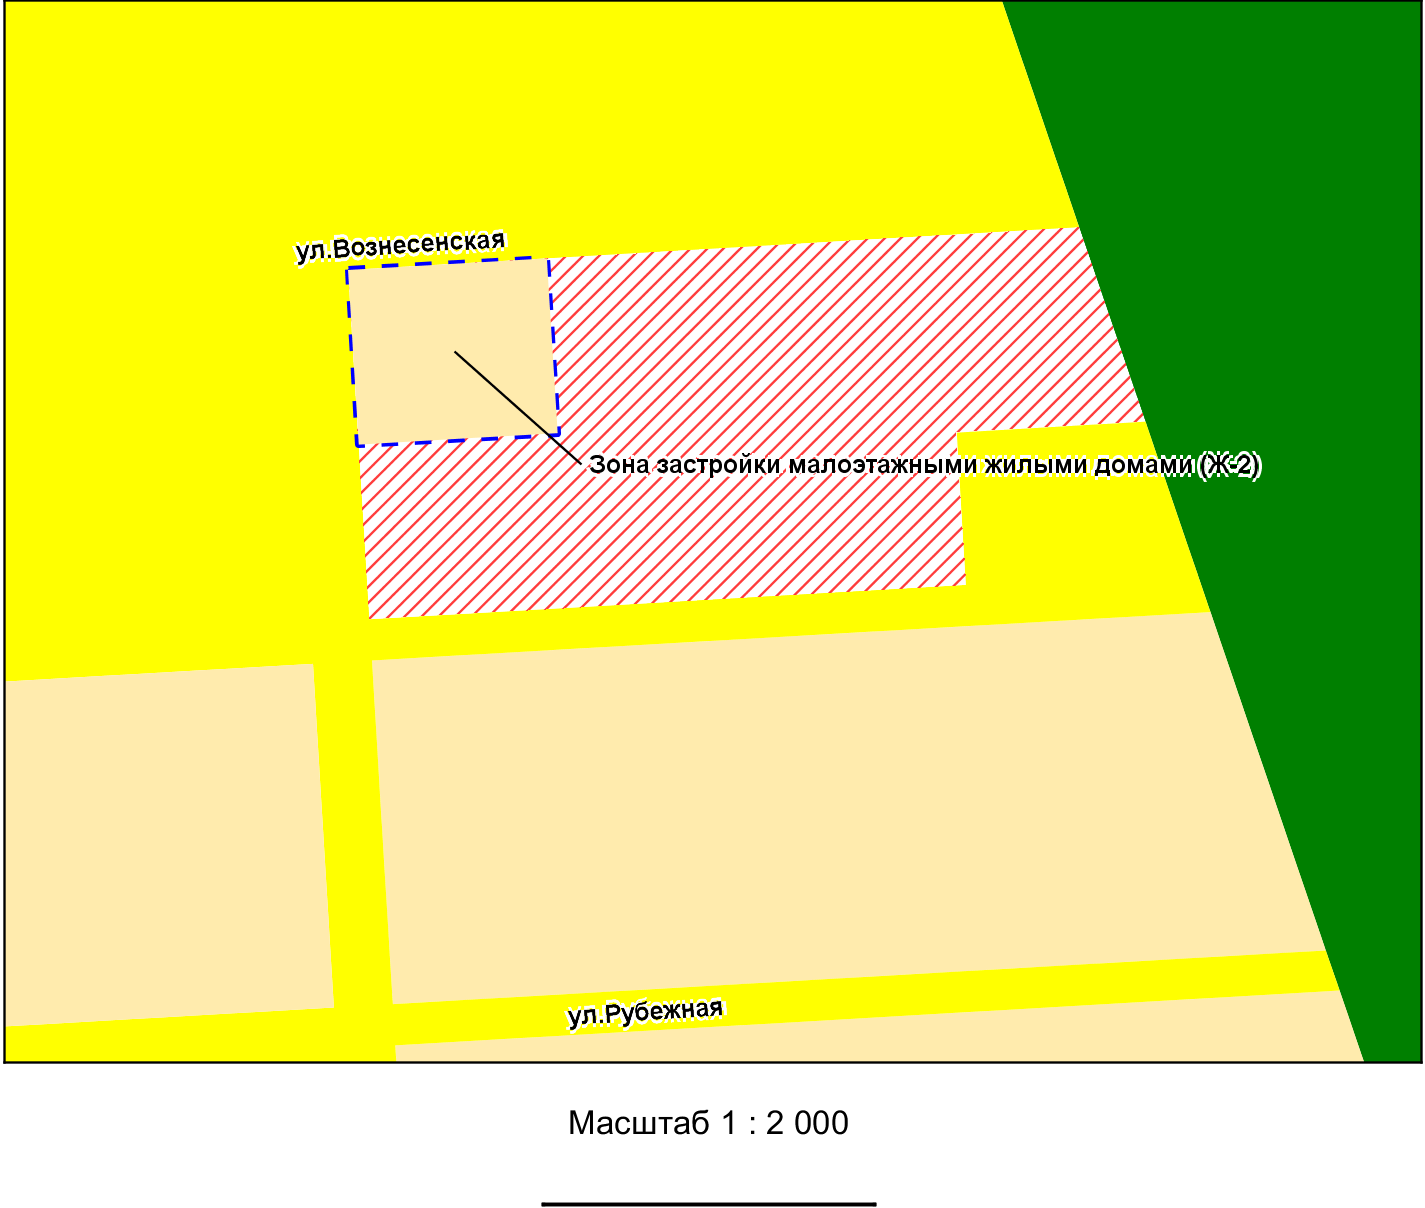 ул.Вознесенская
Зона застройки малоэтажными жилыми домами (Ж-2)
ул.Рубежная
Масштаб 1 : 2 000